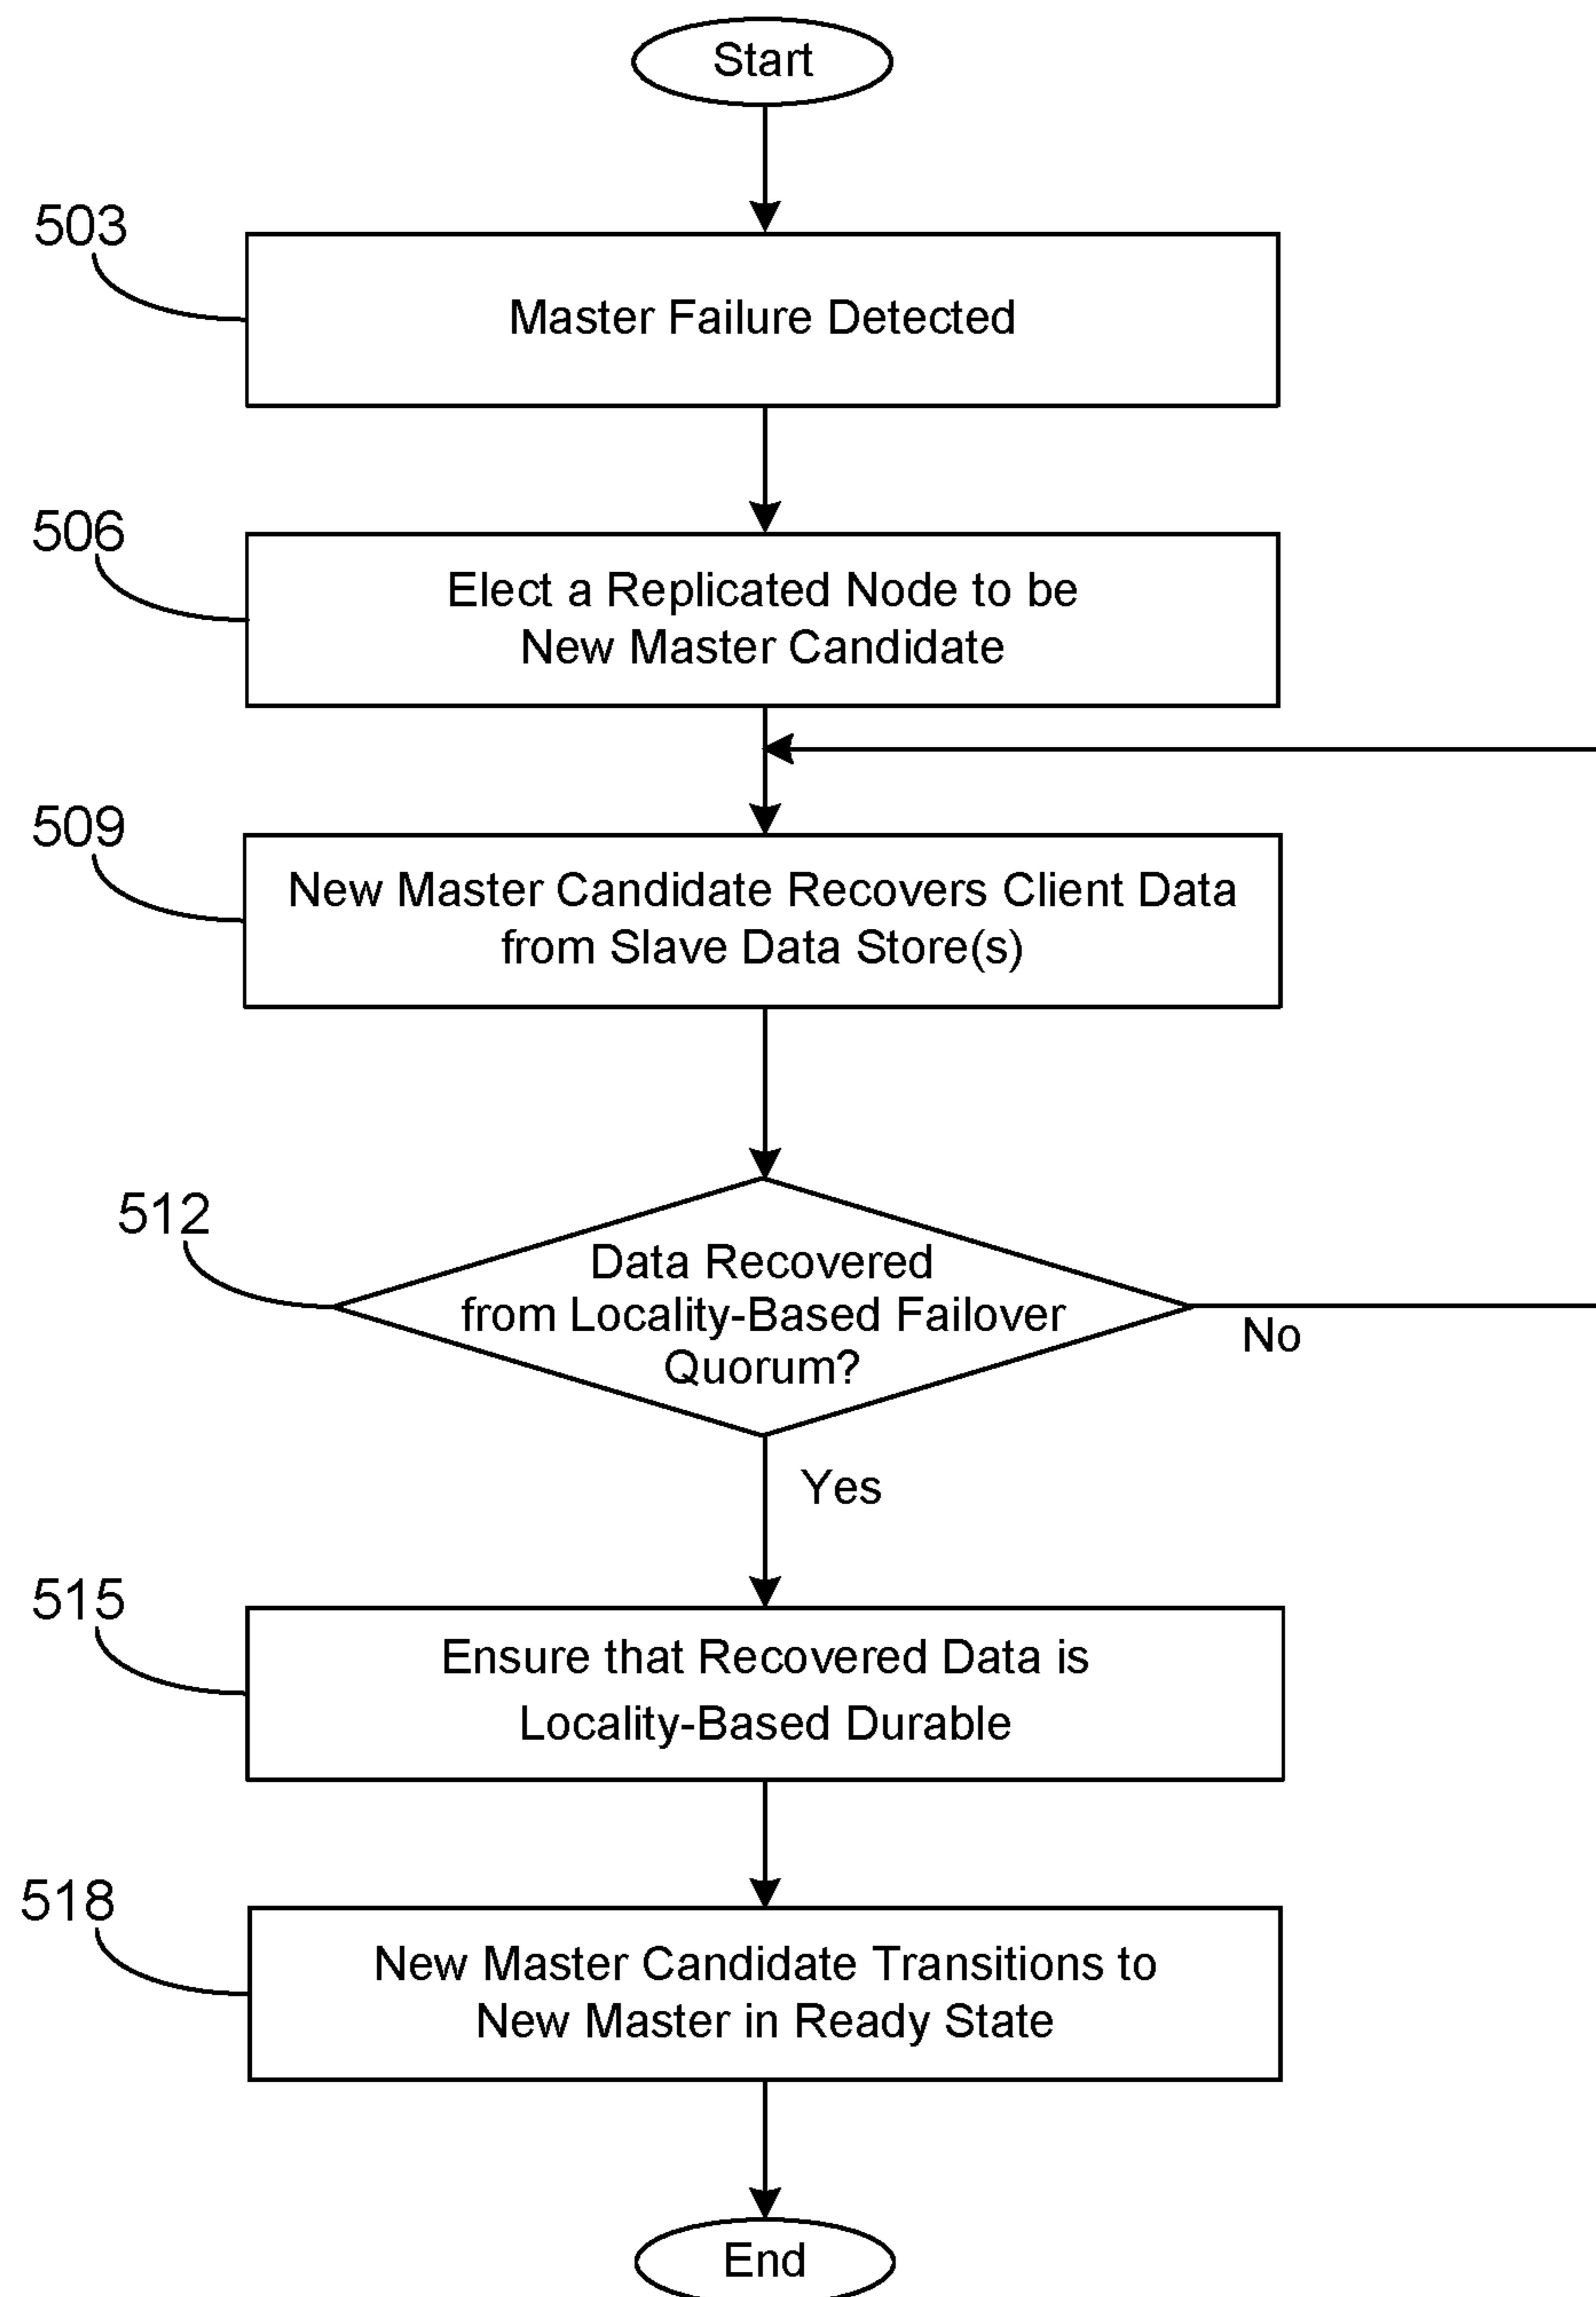 Start
503
Master Failure Detected
506
Elect a Replicated Node to be
New Master Candidate
509
New Master Candidate Recovers Client Data
from Slave Data Store(s)
512
Data Recovered
from Locality-Based Failover
Quorum?
No
Yes
515
Ensure that Recovered Data is
Locality-Based Durable
518
New Master Candidate Transitions to
New Master in Ready State
End